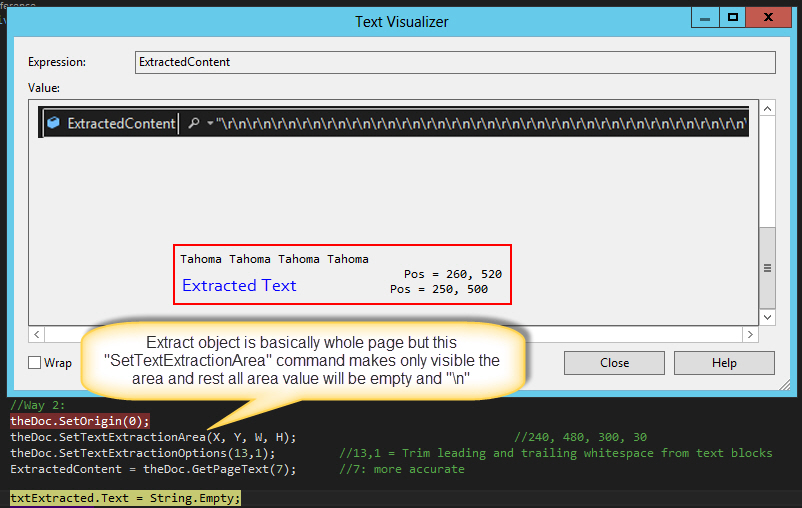 Text Visualizer
Expression:
ExtractedContent
Value:
ExtractedContent "\r\n\r\n\r\n\r\n\r\n\r\n\r\n\r\n\r\n\r\n\r\n\r\n\r\n\r\n\r\n\r\n\r\n\r\n\r\n\r\n\r\n\r\n\r\n\r\n\
Tahoma Tahoma Tahoma Tahoma
Pos = 260, 520
Extracted Text
Pos = 250, 500
Extract object is basically whole page but this
"SetTextExtractionArea" command makes only visible the
area and rest all area value will be empty and "\n"
Wrap
Close
Help
//Way 2:
theDoc.SetOrigin(0);
theDoc.SetTextExtractionArea(X, Y, W, H); //240, 480, 300, 30
theDoc.SetTextExtractionOptions(13,1); //13,1 = Trim leading and trailing whitespace from text blocks
ExtractedContent = theDoc.GetPageText(7); //7: more accurate
txtExtracted.Text = String.Empty;